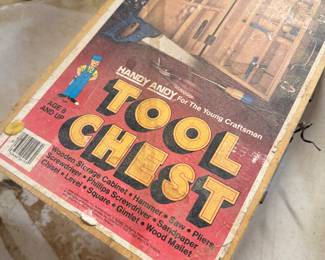 HANDY ANDY For The Young Craftsman
TOOL
CHEST
AGE 8
AND UP
Wooden Storage Cabinet • Hammer • Saw • Pliers
Screwdriver • Phillips Screwdriver • Sandpaper
Chisel • Level • Square • Gimlet • Wood Mallet